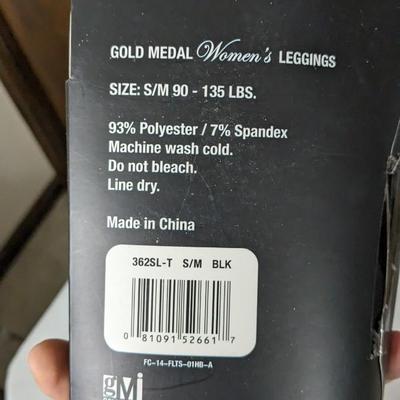 GOLD MEDAL Women's LEGGINGS
SIZE: S/M 90 - 135 LBS.
93% Polyester / 7% Spandex
Machine wash cold.
Do not bleach.
Line dry.
Made in China
362SL-T S/M BLK
0 81091 52661 7
FC-14-FLTS-01HB-A
gMi